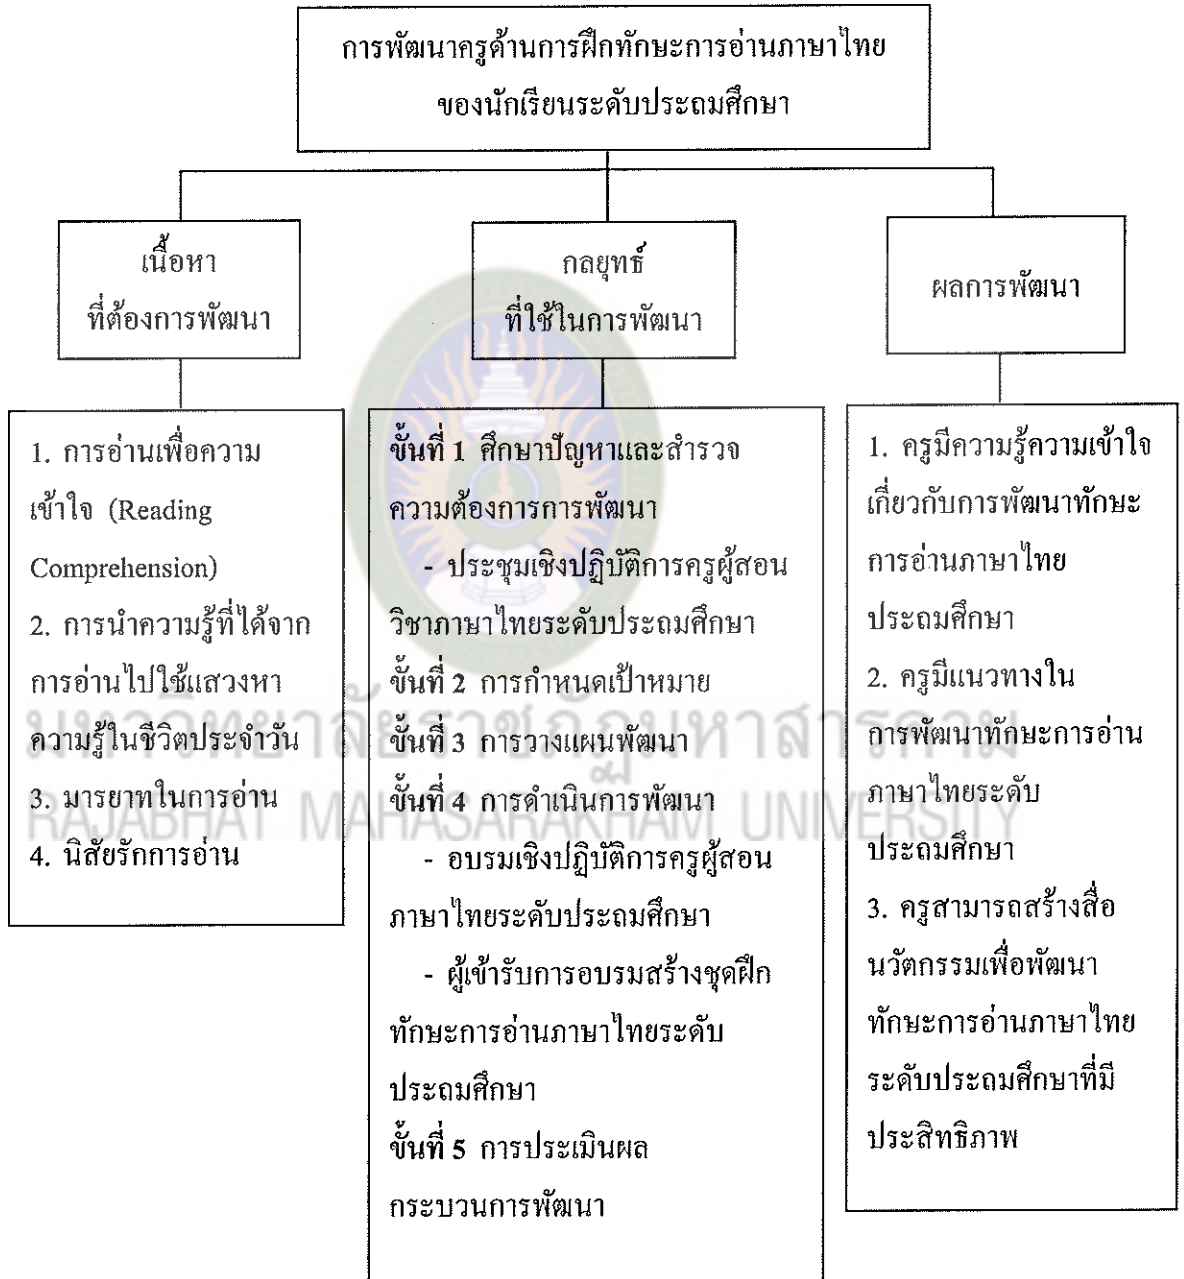 การพัฒนาครูด้านการฝึกทักษะการอ่านภาษาไทย
ของนักเรียนระดับประถมศึกษา
เนื้อหา
ที่ต้องการพัฒนา
กลยุทธ์
ที่ใช้ในการพัฒนา
ผลการพัฒนา
1. การอ่านเพื่อความ
เข้าใจ (Reading
Comprehension)
2. การนำความรู้ที่ได้จาก
การอ่านไปใช้แสวงหา
ความรู้ในชีวิตประจำวัน
3. มารยาทในการอ่าน
4. นิสัยรักการอ่าน
ขั้นที่ 1 ศึกษาปัญหาและสำรวจ
ความต้องการการพัฒนา
- ประชุมเชิงปฏิบัติการครูผู้สอน
วิชาภาษาไทยระดับประถมศึกษา
ขั้นที่ 2 การกำหนดเป้าหมาย
ขั้นที่ 3 การวางแผนพัฒนา
ขั้นที่ 4 การดำเนินการพัฒนา
- อบรมเชิงปฏิบัติการครูผู้สอน
ภาษาไทยระดับประถมศึกษา
- ผู้เข้ารับการอบรมสร้างชุดฝึก
ทักษะการอ่านภาษาไทยระดับ
ประถมศึกษา
ขั้นที่ 5 การประเมินผล
กระบวนการพัฒนา
1. ครูมีความรู้ความเข้าใจ
เกี่ยวกับการพัฒนาทักษะ
การอ่านภาษาไทย
ประถมศึกษา
2. ครูมีแนวทางใน
การพัฒนาทักษะการอ่าน
ภาษาไทยระดับ
ประถมศึกษา
3. ครูสามารถสร้างสื่อ
นวัตกรรมเพื่อพัฒนา
ทักษะการอ่านภาษาไทย
ระดับประถมศึกษาที่มี
ประสิทธิภาพ
มหาวิทยาลัยราชภัฏมหาสารคาม
RAJABHAT MAHASARAKHAM UNIVERSITY